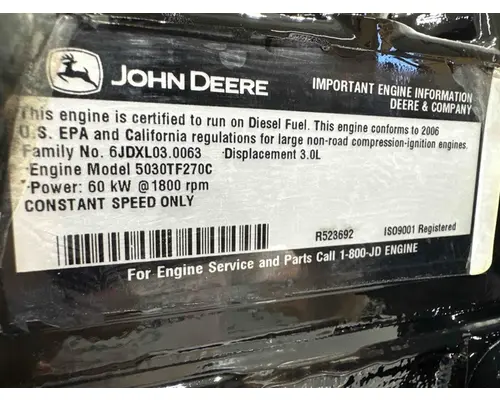 JOHN DEERE
IMPORTANT ENGINE INFORMATION
DEERE & COMPANY
This engine is certified to run on Diesel Fuel. This engine conforms to 2006
U.S. EPA and California regulations for large non-road compression-ignition engines.
Family No. 6JDXL03.0063 Displacement 3.0L
*Engine Model 5030TF270C
*Power: 60 kW @1800 rpm
CONSTANT SPEED ONLY
R523692 ISO9001 Registered
For Engine Service and Parts Call 1-800-JD ENGINE